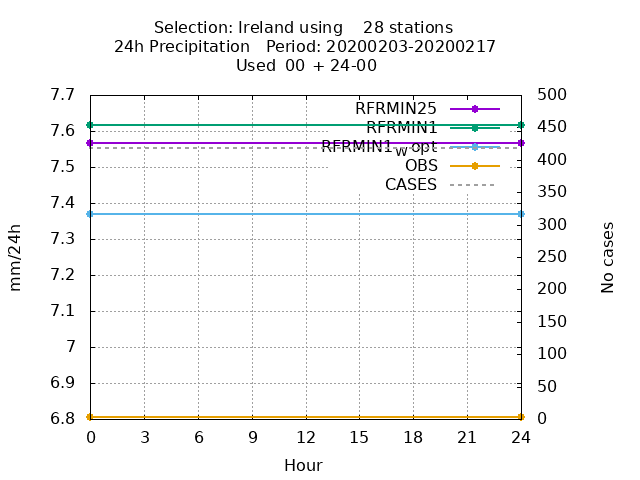 Selection: Ireland using    28 stations
24h Precipitation   Period: 20200203-20200217
Used  00  + 24-00
RFRMIN25
RFRMIN1
RFRMIN1w opt
OBS
CASES
mm/24h
7.7
7.6
7.5
7.4
7.3
7.2
7.1
7
6.9
6.8
500
450
400
350
300
250
200
150
100
50
0
No cases
0 3 6 9 12 15 18 21 24
Hour